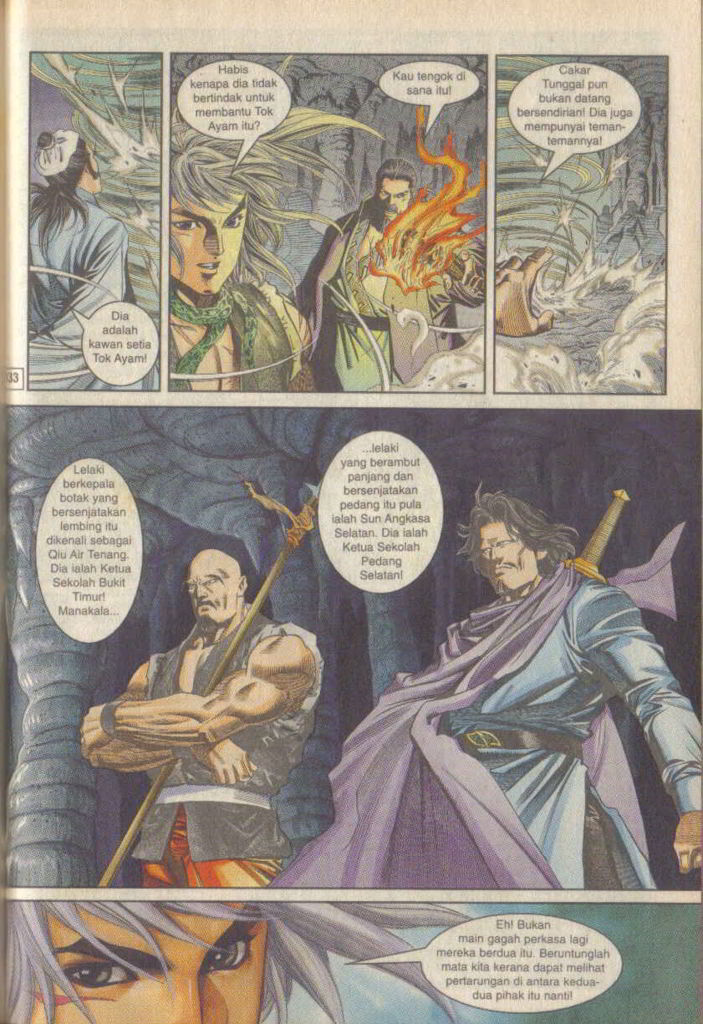 Dia
adalah
kawan setia
Tok Ayam!
Habis
kenapa dia tidak
bertindak untuk
membantu Tok
Ayam itu?
Kau tengok di
sana itu!
Cakar
Tunggal pun
bukan datang
bersendirian! Dia juga
mempunyai teman-
temannya!
33
Lelaki
berkepala
botak yang
bersenjatakan
lembing itu
dikenali sebagai
Qiu Air Tenang.
Dia ialah Ketua
Sekolah Bukit
Timur!
Manakala...
...lelaki
yang berambut
panjang dan
bersenjatakan
pedang itu pula
ialah Sun Angkasa
Selatan. Dia ialah
Ketua Sekolah
Pedang
Selatan!
Eh! Bukan
main gagah perkasa lagi
mereka berdua itu. Beruntunglah
mata kita kerana dapat melihat
pertarungan di antara kedua-
dua pihak itu nanti!